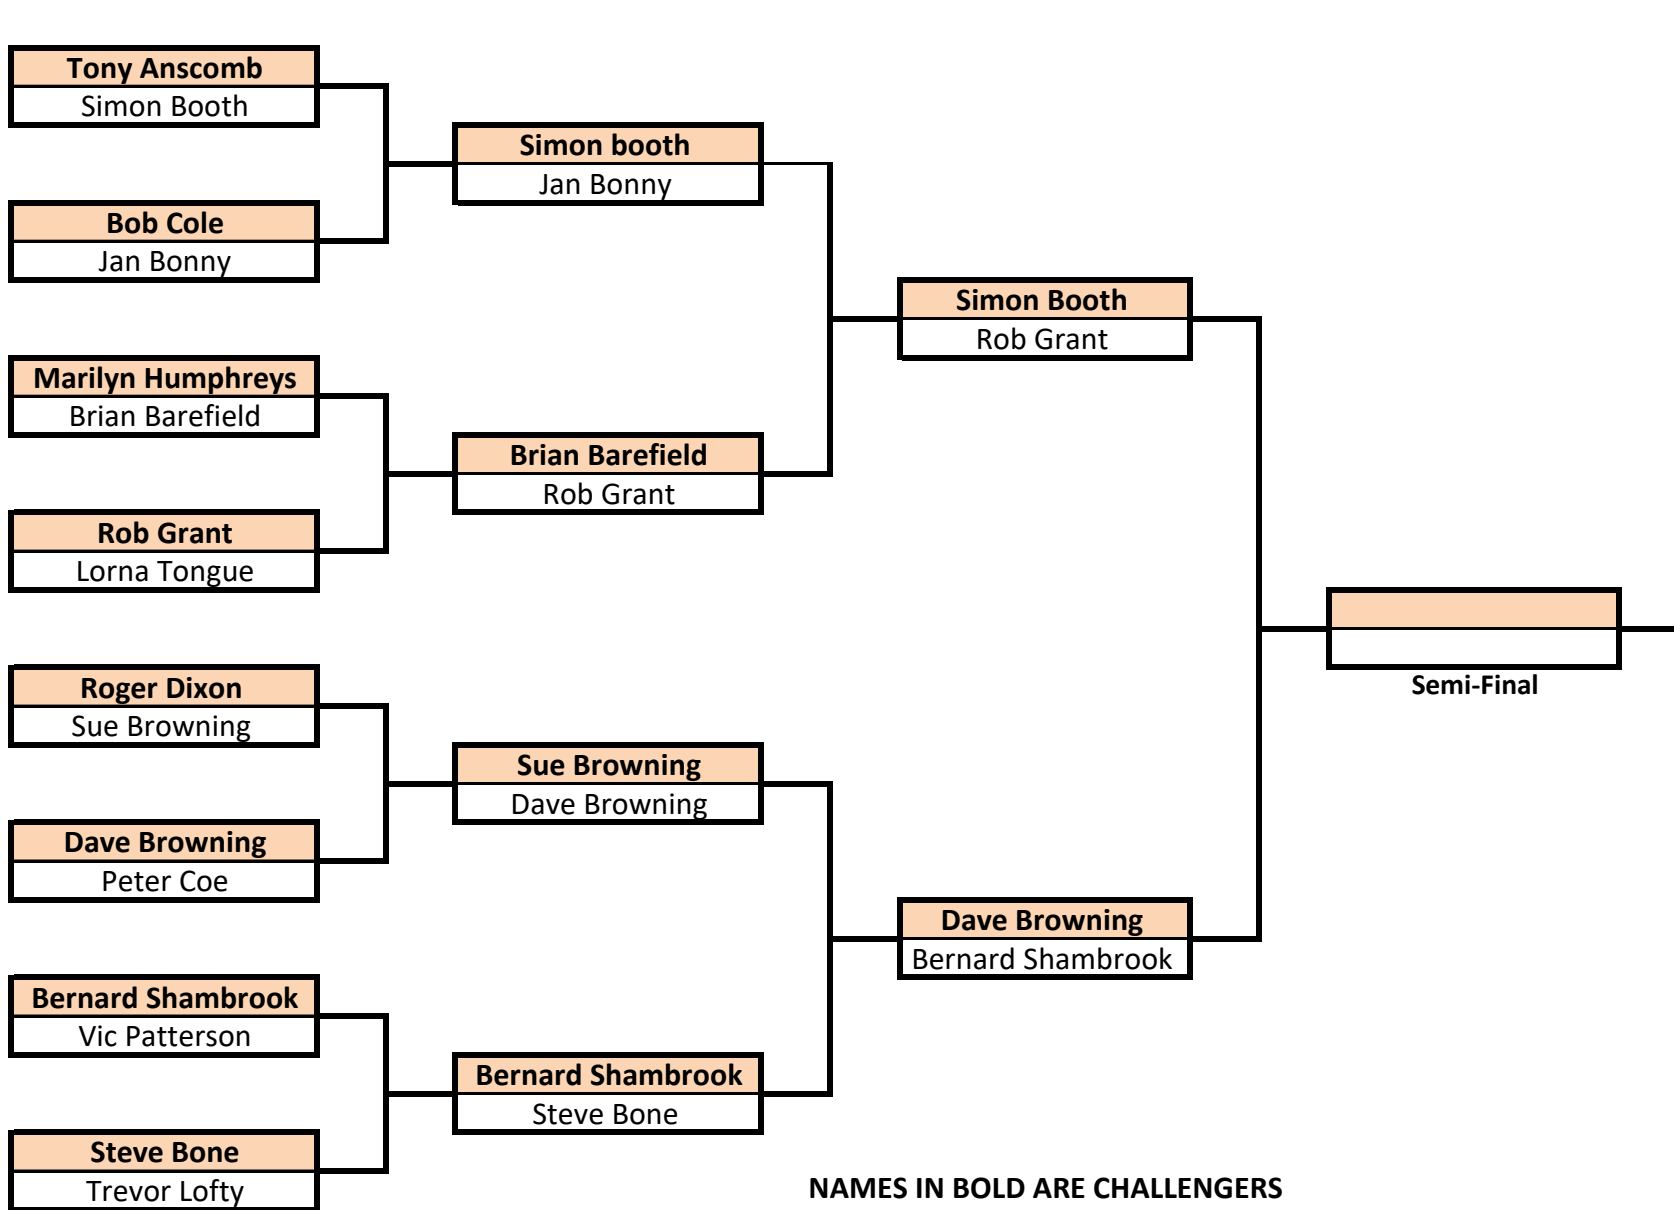 Tony Anscomb
Simon Booth
Bob Cole
Jan Bonny
Marilyn Humphreys
Brian Barefield
Rob Grant
Lorna Tongue
Roger Dixon
Sue Browning
Dave Browning
Peter Coe
Bernard Shambrook
Vic Patterson
Steve Bone
Trevor Lofty
Simon booth
Jan Bonny
Brian Barefield
Rob Grant
Sue Browning
Dave Browning
Bernard Shambrook
Steve Bone
Simon Booth
Rob Grant
Dave Browning
Bernard Shambrook
Semi-Final
NAMES IN BOLD ARE CHALLENGERS